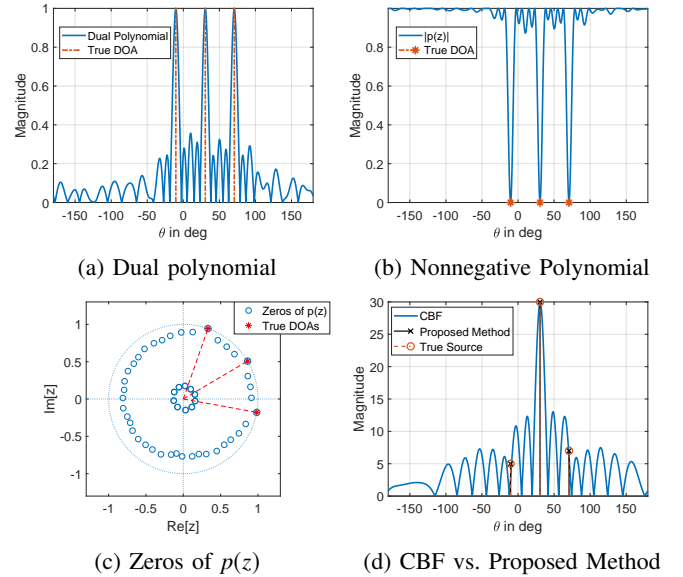 1
0.8
0.6
0.4
0.2
0
Magnitude
Dual Polynomial
True DOA
-150 -100 -50 0 50 100 150
θ in deg
(a) Dual polynomial
1
0.8
0.6
0.4
0.2
0
Magnitude
|p(z)|
True DOA
-150 -100 -50 0 50 100 150
θ in deg
(b) Nonnegative Polynomial
1
0.5
0
-0.5
-1
Im[z]
Zeros of p(z)
True DOAs
-1 0 1
Re[z]
(c) Zeros of p(z)
30
25
20
15
10
5
0
Magnitude
CBF
Proposed Method
True Source
-150 -100 -50 0 50 100 150
θ in deg
(d) CBF vs. Proposed Method